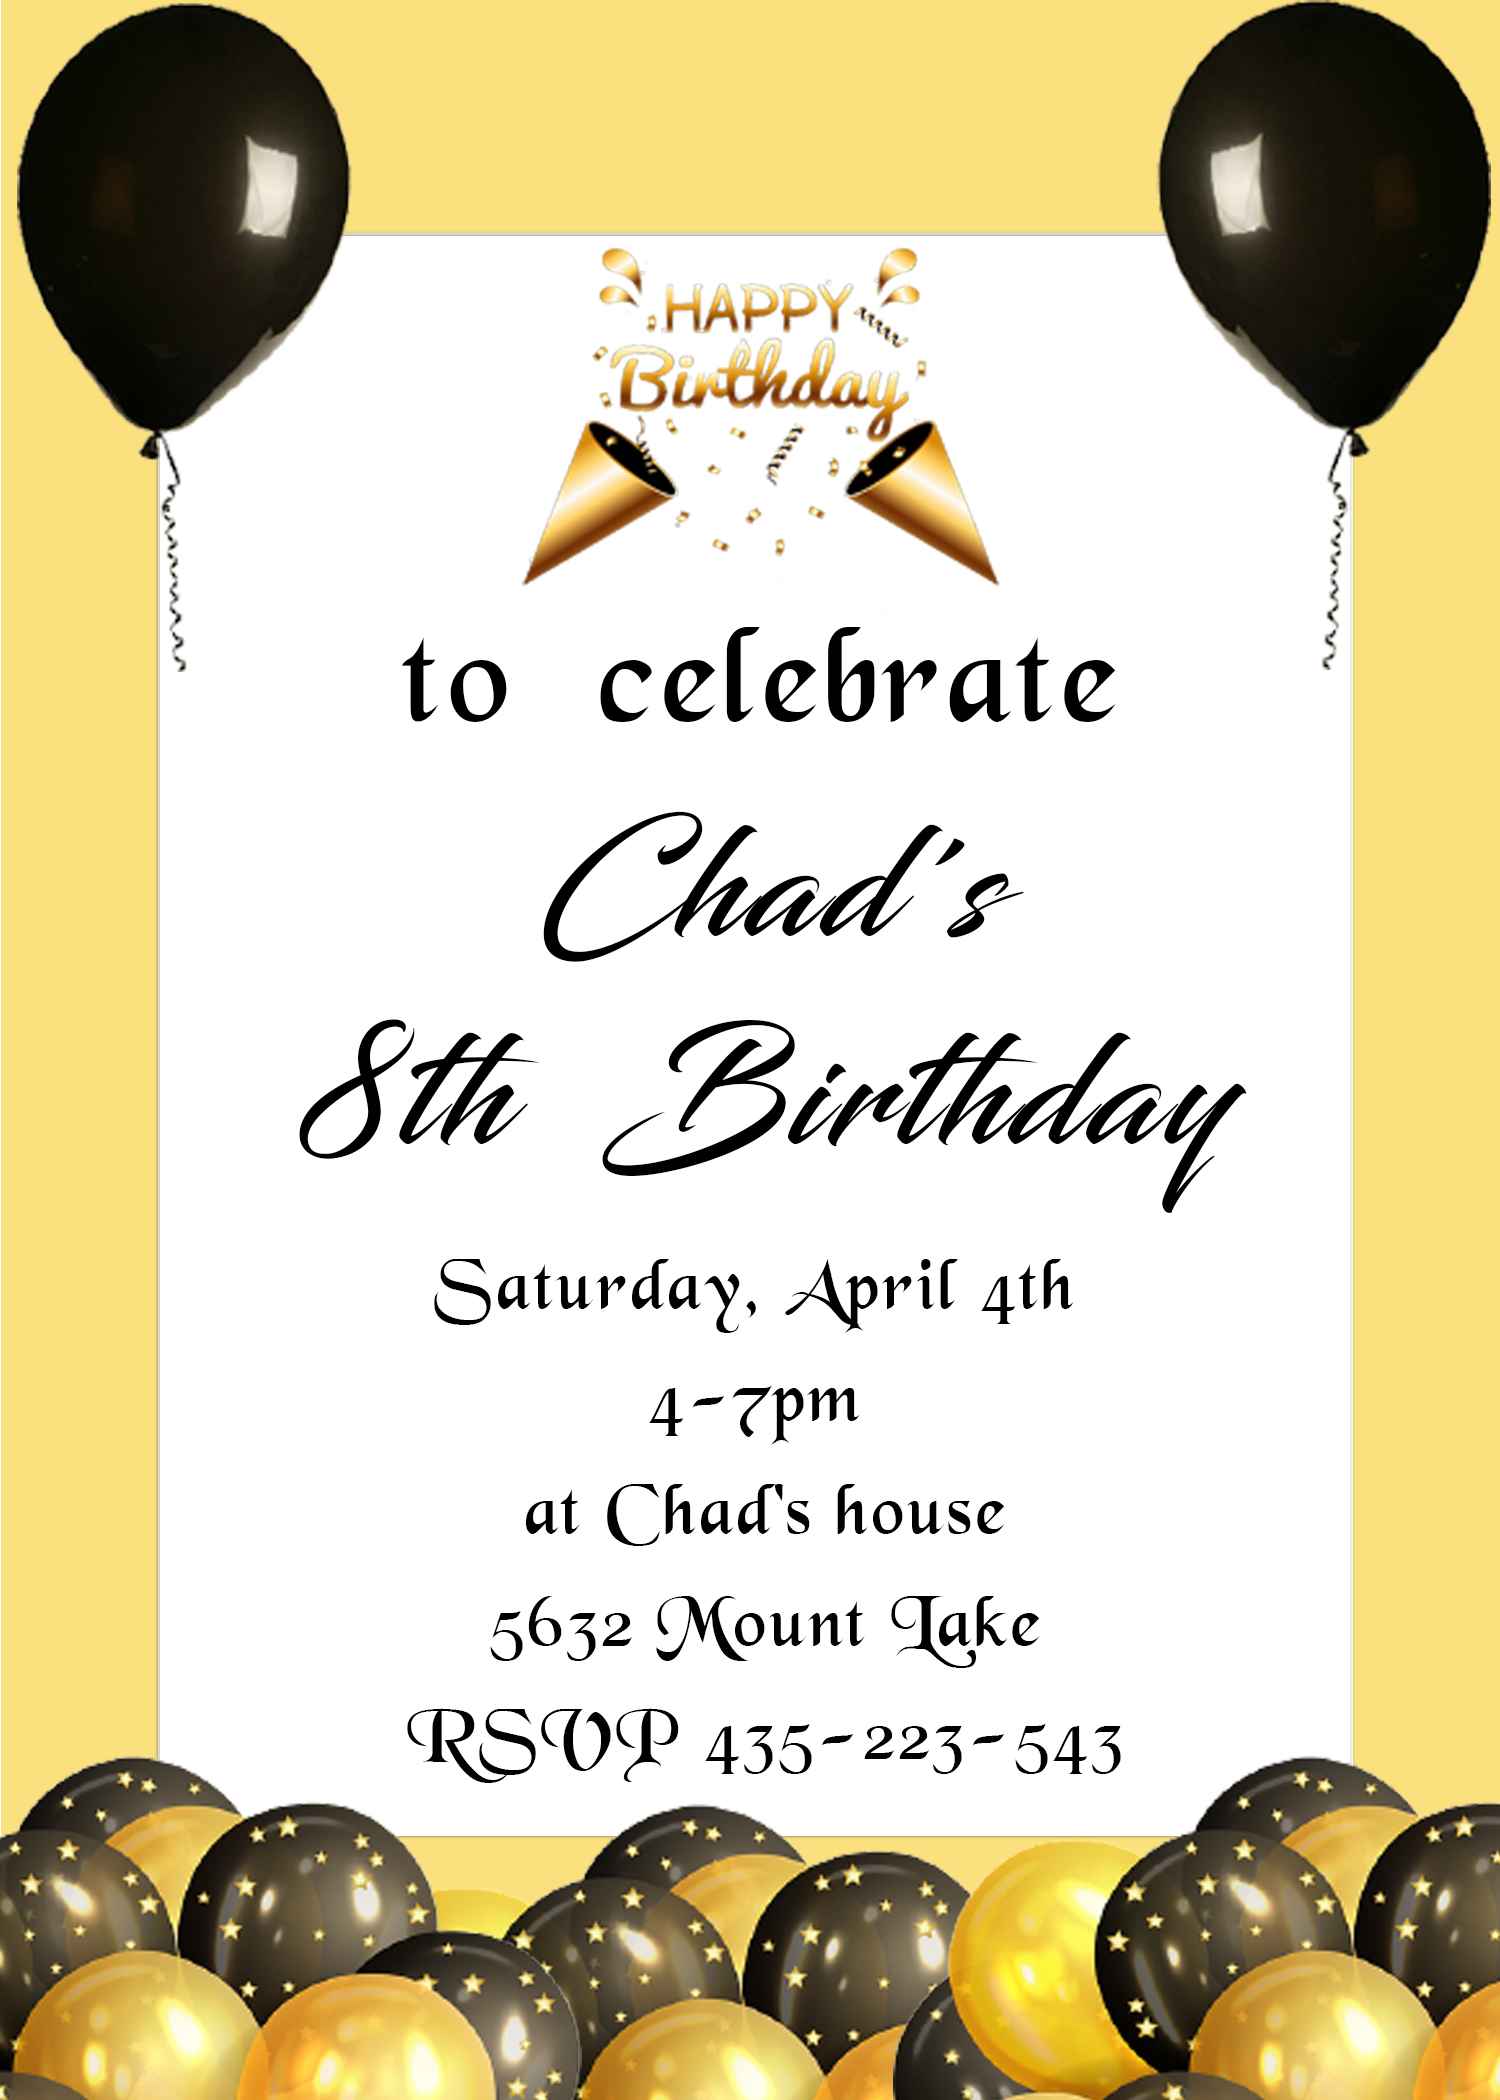 HAPPY
Birthday
to celebrate
Chad's
8th Birthday
Saturday, April 4th
4-7pm
at Chad's house
5632 Mount Lake
RSVP 435-223-543